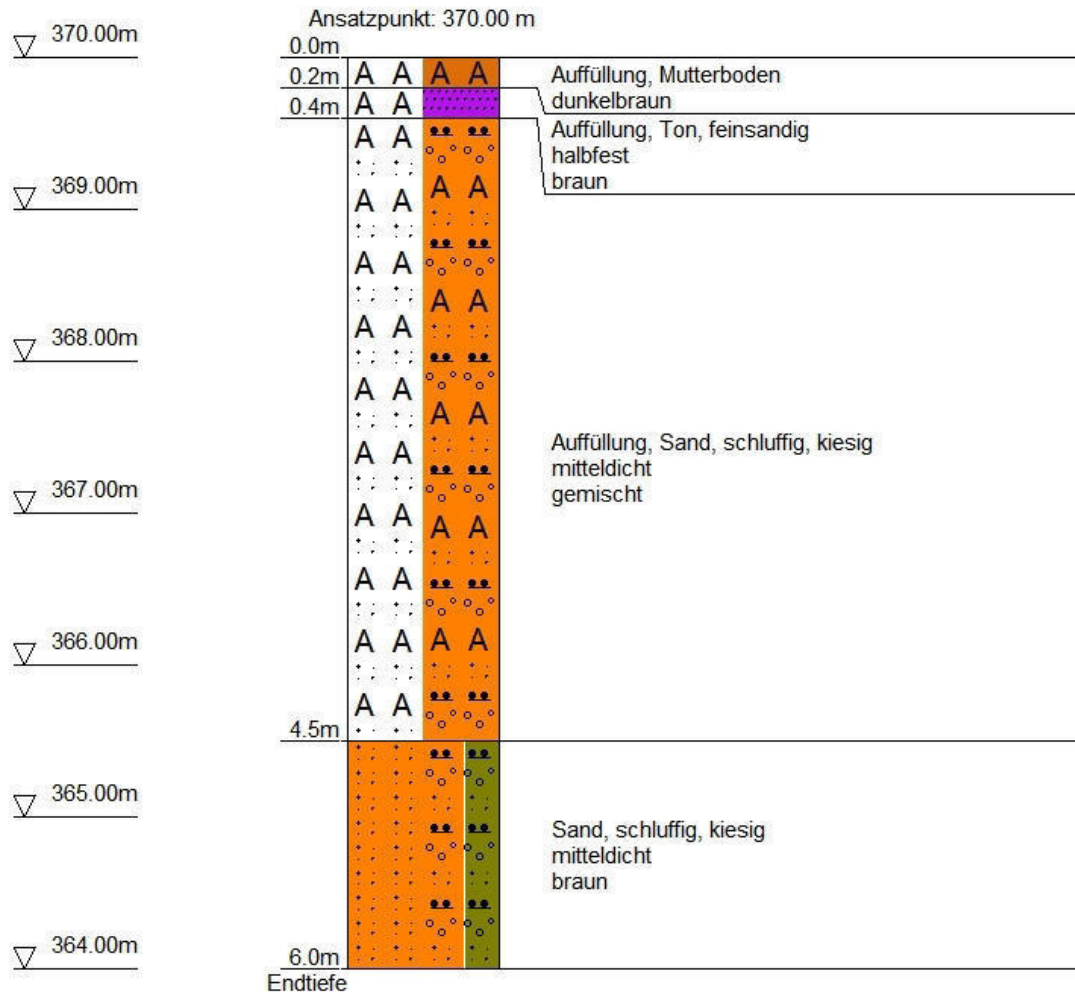 Ansatzpunkt: 370.00 m
370.00m
0.0m
0.2m
A A A A
Auffüllung, Mutterboden
dunkelbraun
0.4m
A A
Auffüllung, Ton, feinsandig
halbfest
braun
A A
A A
369.00m
A A
A A
A A
368.00m
A A
A A
A A
Auffüllung, Sand, schluffig, kiesig
mitteldicht
gemischt
A A
367.00m
A A
A A
A A
366.00m
A A
A A
A A
4.5m
365.00m
Sand, schluffig, kiesig
mitteldicht
braun
364.00m
6.0m
Endtiefe